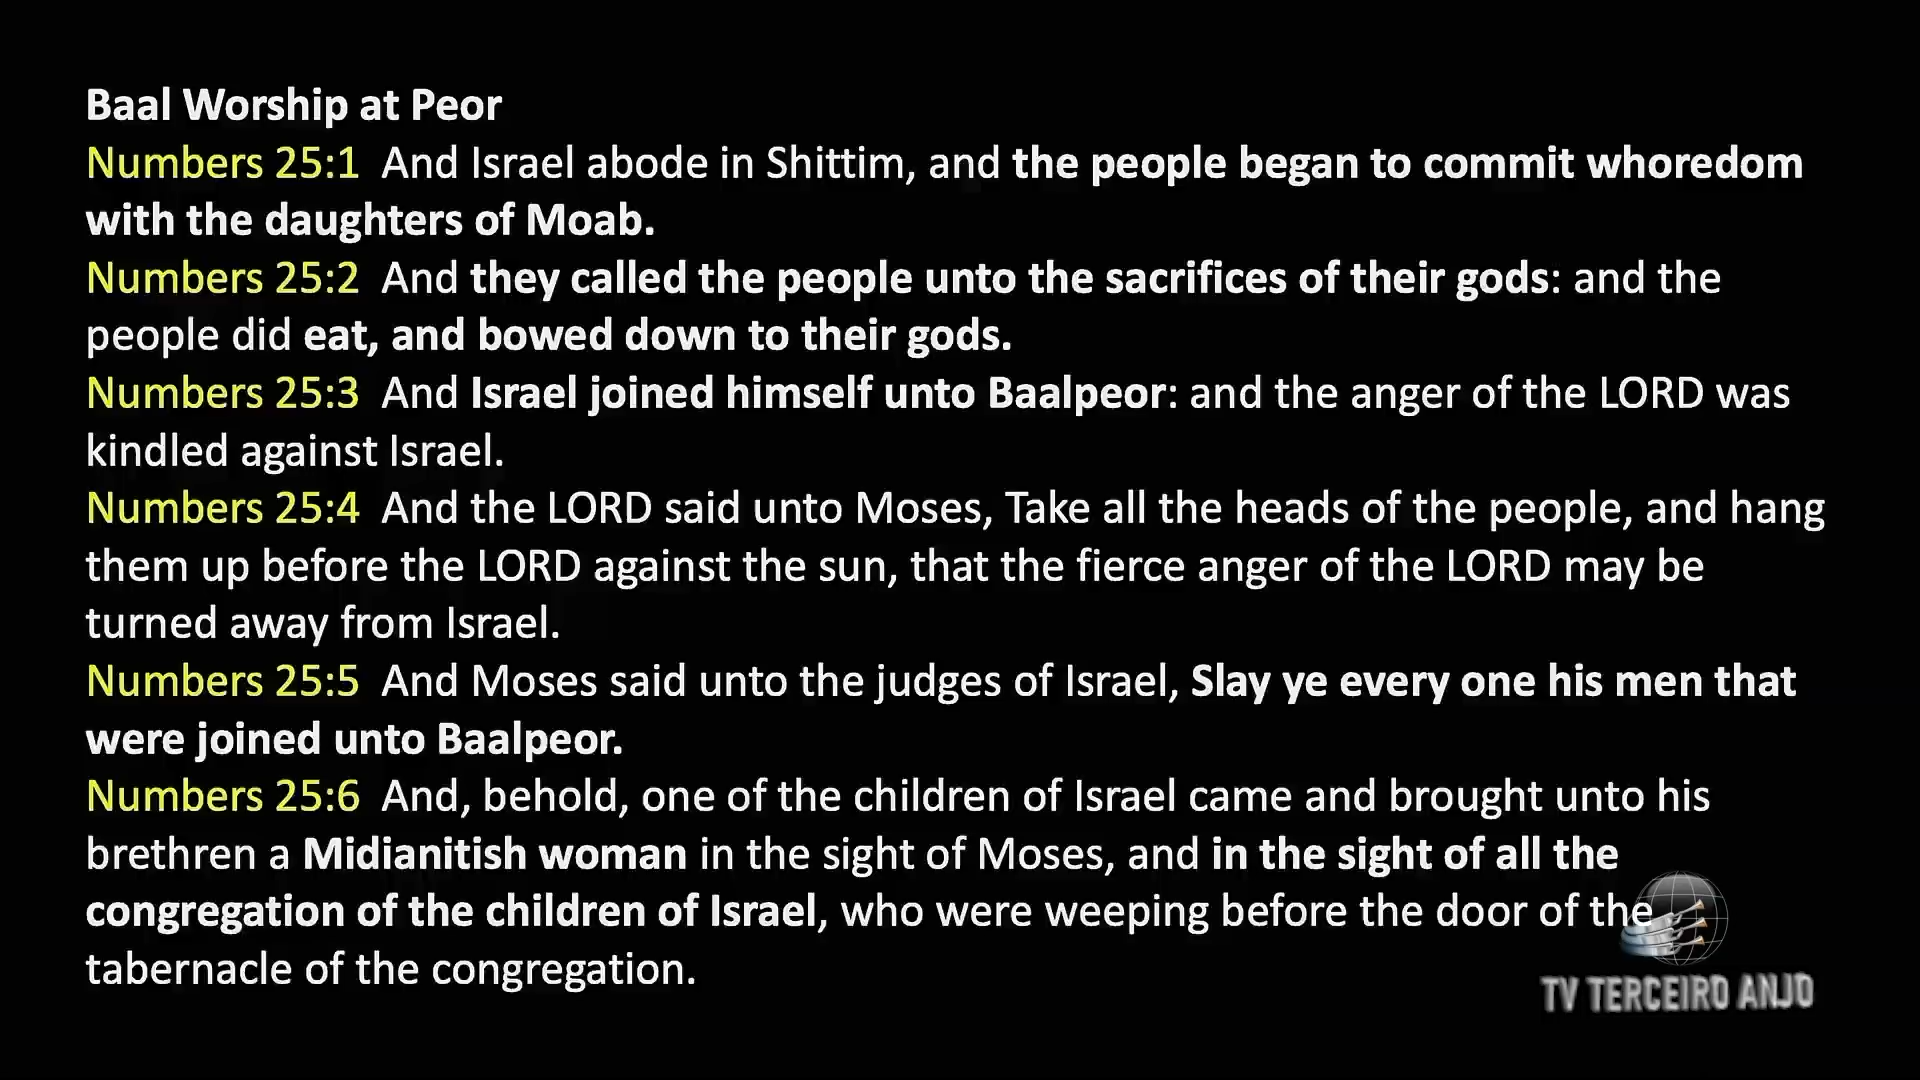 Baal Worship at Peor
Numbers 25:1 And Israel abode in Shittim, and the people began to commit whoredom
with the daughters of Moab.
Numbers 25:2 And they called the people unto the sacrifices of their gods: and the
people did eat, and bowed down to their gods.
Numbers 25:3 And Israel joined himself unto Baalpeor: and the anger of the LORD was
kindled against Israel.
Numbers 25:4 And the LORD said unto Moses, Take all the heads of the people, and hang
them up before the LORD against the sun, that the fierce anger of the LORD may be
turned away from Israel.
Numbers 25:5 And Moses said unto the judges of Israel, Slay ye every one his men that
were joined unto Baalpeor.
Numbers 25:6 And, behold, one of the children of Israel came and brought unto his
brethren a Midianitish woman in the sight of Moses, and in the sight of all the
congregation of the children of Israel, who were weeping before the door of the
tabernacle of the congregation.
TV TERCEIRO ANJO